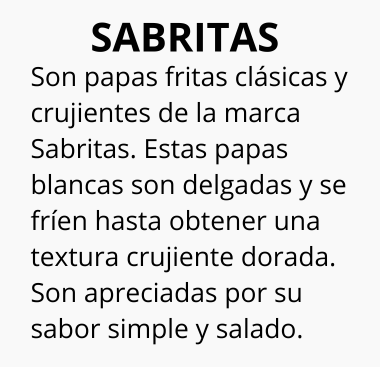 SABRITAS
Son papas fritas clásicas y
crujientes de la marca
Sabritas. Estas papas
blancas son delgadas y se
fríen hasta obtener una
textura crujiente dorada.
Son apreciadas por su
sabor simple y salado.